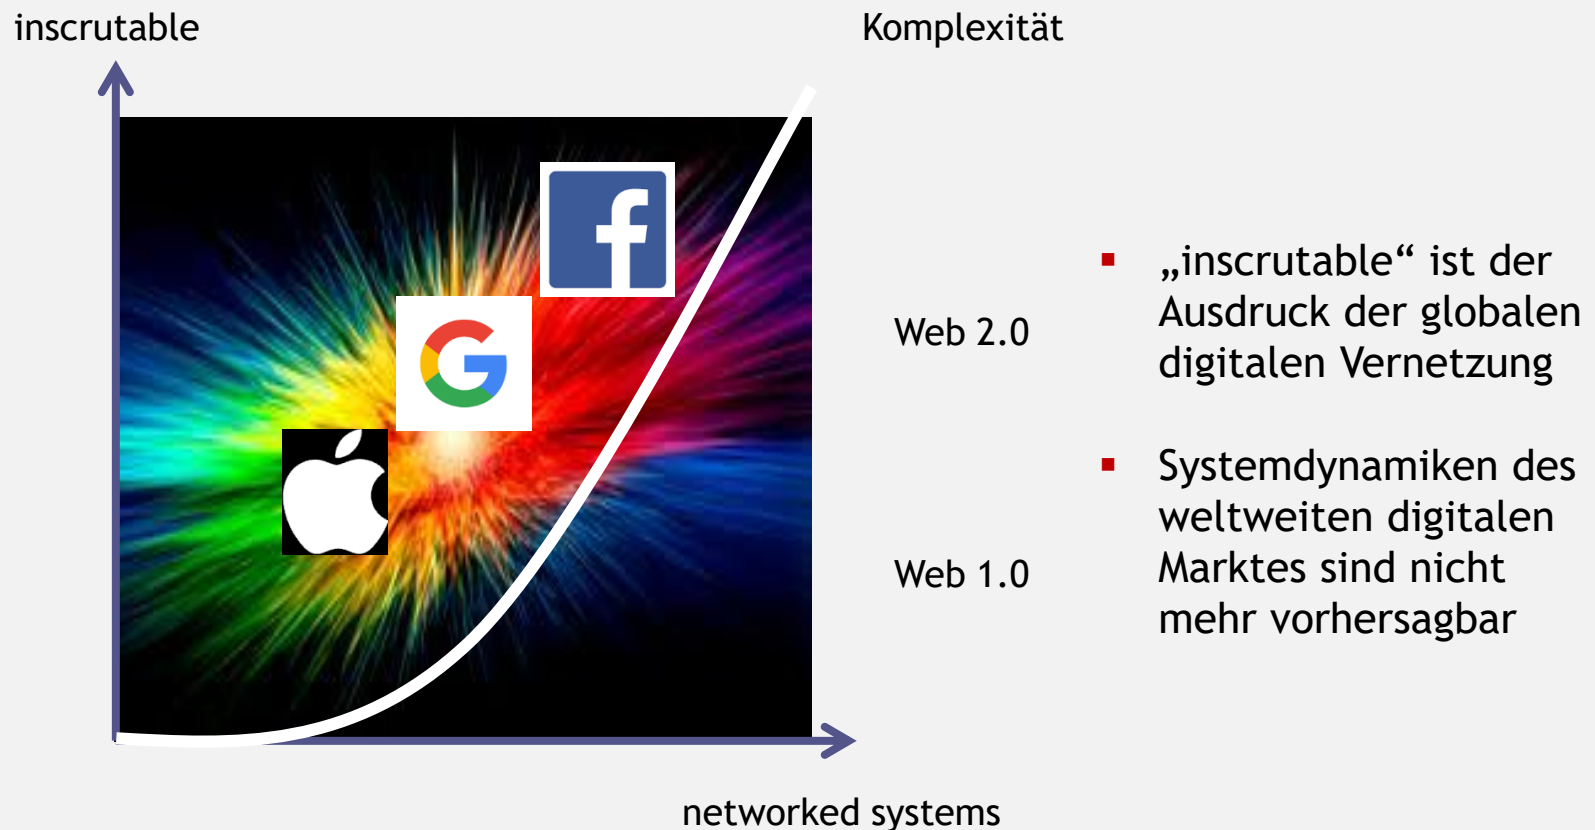 inscrutable
Komplexität
„inscrutable“ ist der
Ausdruck der globalen
digitalen Vernetzung
Web 2.0
Systemdynamiken des
weltweiten digitalen
Marktes sind nicht
mehr vorhersagbar
Web 1.0
networked systems